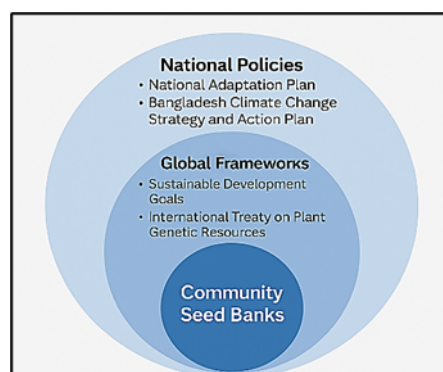 National Policies
• National Adaptation Plan
• Bangladesh Climate Change
Strategy and Action Plan
Global Frameworks
• Sustainable Development
Goals
• International Treaty on Plant
Genetic Resources
Community
Seed Banks